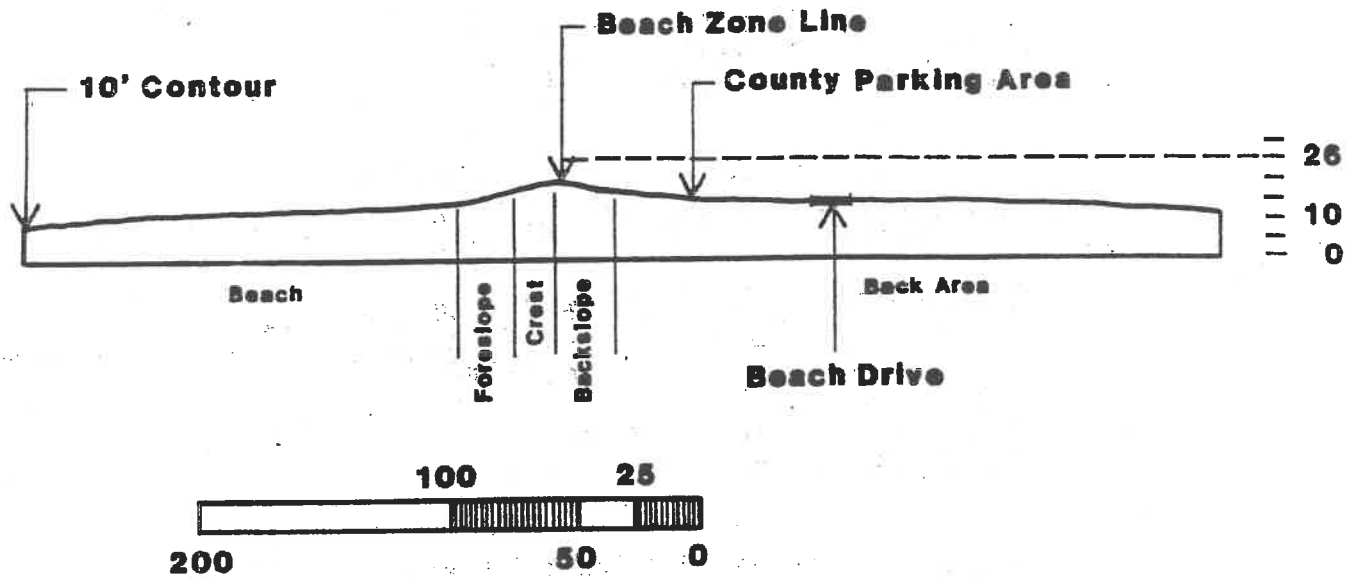 Beach Zone Line
10' Contour
County Parking Area
26
10
0
Beach
Foreslope
Crest
Backslope
Back Area
Beach Drive
100
25
200
50
0